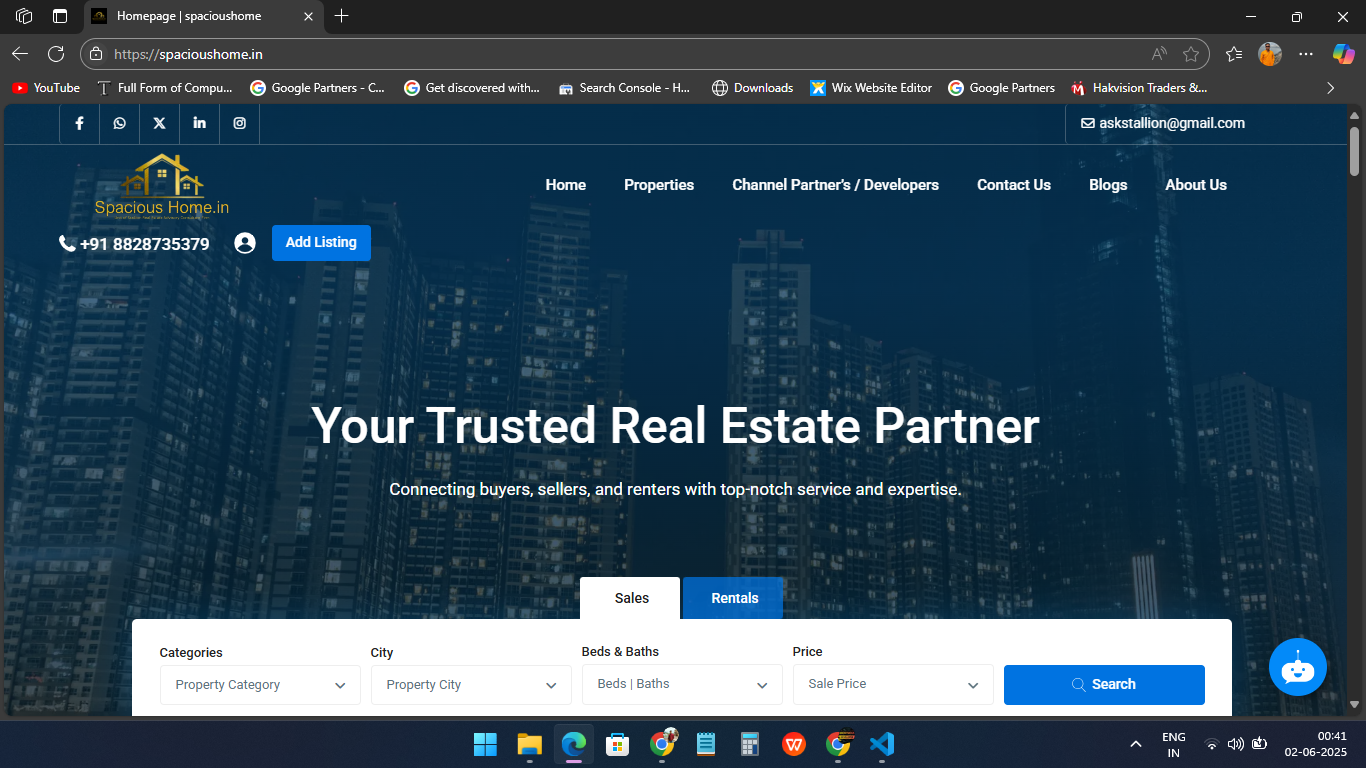 Homepage | spacioushome
https://spacioushome.in
YouTube Full Form of Compu... Google Partners - C... Get discovered with... Search Console - H... Downloads Wix Website Editor Google Partners Hakvision Traders &...
askstallion@gmail.com
Spacious Home.in
Home Properties Channel Partner's / Developers Contact Us Blogs About Us
+91 8828735379 Add Listing
Your Trusted Real Estate Partner
Connecting buyers, sellers, and renters with top-notch service and expertise.
Sales Rentals
Categories City Beds & Baths Price
Property Category Property City Beds | Baths Sale Price Search
ENG 00:41
IN 02-06-2025